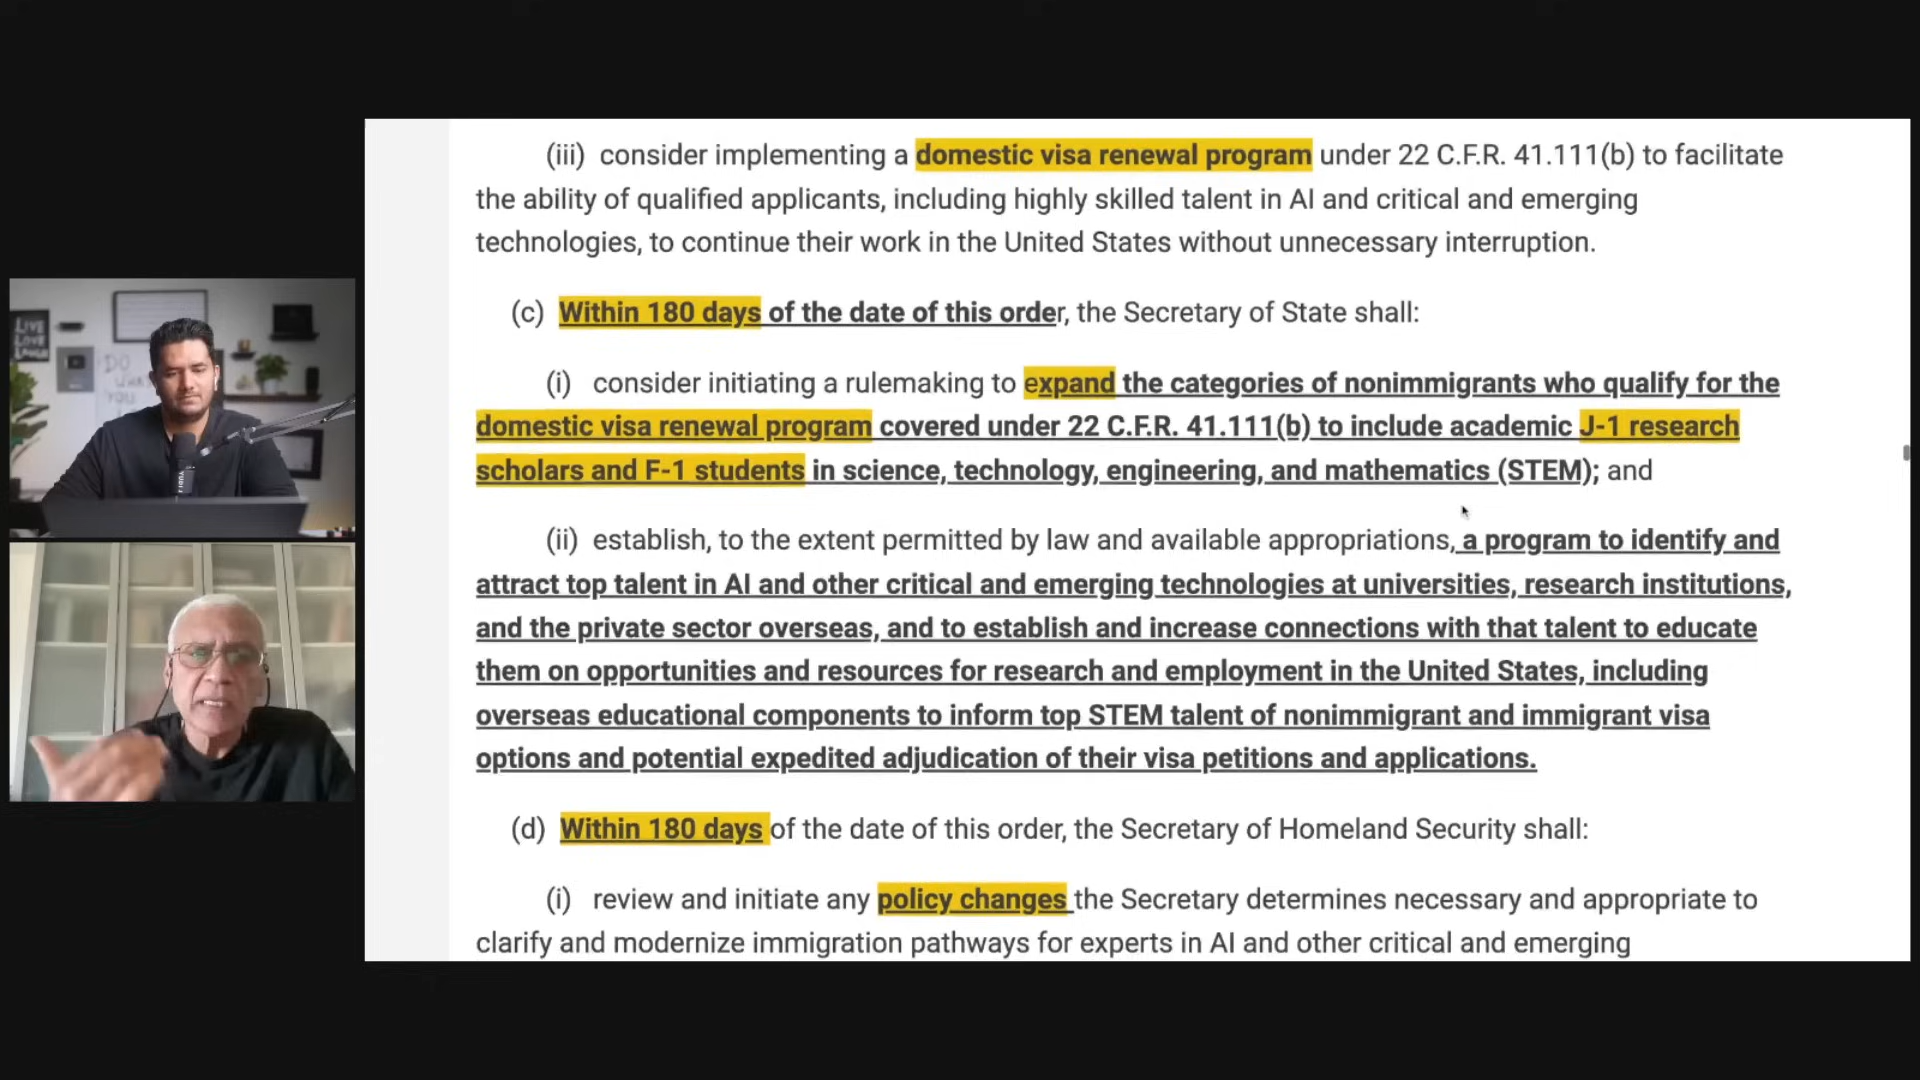 (iii) consider implementing a domestic visa renewal program under 22 C.F.R. 41.111(b) to facilitate
the ability of qualified applicants, including highly skilled talent in AI and critical and emerging
technologies, to continue their work in the United States without unnecessary interruption.
(c) Within 180 days of the date of this order, the Secretary of State shall:
(i) consider initiating a rulemaking to expand the categories of nonimmigrants who qualify for the
domestic visa renewal program covered under 22 C.F.R. 41.111(b) to include academic J-1 research
scholars and F-1 students in science, technology, engineering, and mathematics (STEM); and
(ii) establish, to the extent permitted by law and available appropriations, a program to identify and
attract top talent in AI and other critical and emerging technologies at universities, research institutions,
and the private sector overseas, and to establish and increase connections with that talent to educate
them on opportunities and resources for research and employment in the United States, including
overseas educational components to inform top STEM talent of nonimmigrant and immigrant visa
options and potential expedited adjudication of their visa petitions and applications.
(d) Within 180 days of the date of this order, the Secretary of Homeland Security shall:
(i) review and initiate any policy changes the Secretary determines necessary and appropriate to
clarify and modernize immigration pathways for experts in AI and other critical and emerging
LIVE
LOVE
LAUGH
DO
WHAT
YOU